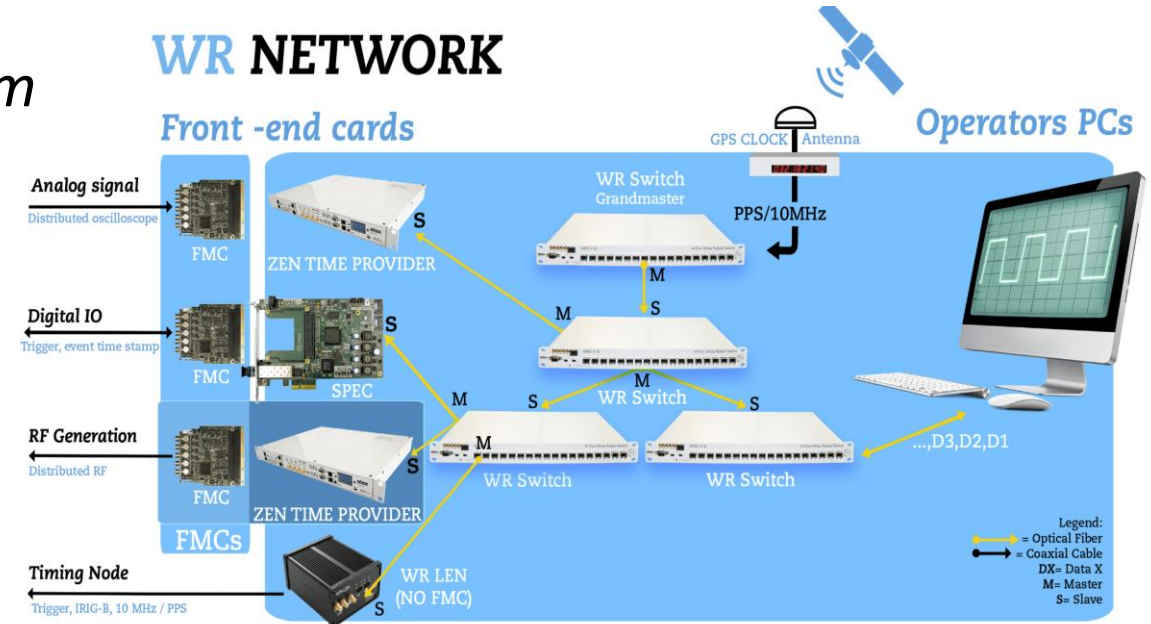 WR NETWORK
m
Front -end cards
Operators PCs
GPS CLOCK Antenna
Analog signal
Distributed oscilloscope
FMC
ZEN TIME PROVIDER
S
WR Switch
Grandmaster
PPS/10MHz
M
S
M
Digital IO
Trigger, event time stamp
FMC
SPEC
S
M
WR Switch
M
S
S
RF Generation
Distributed RF
FMC
ZEN TIME PROVIDER
S
M
WR Switch
WR Switch
...,D3,D2,D1
FMCs
Timing Node
Trigger, IRIG-B, 10 MHz / PPS
WR LEN
(NO FMC)
S
Legend:
= Optical Fiber
= Coaxial Cable
DX= Data X
M= Master
S= Slave